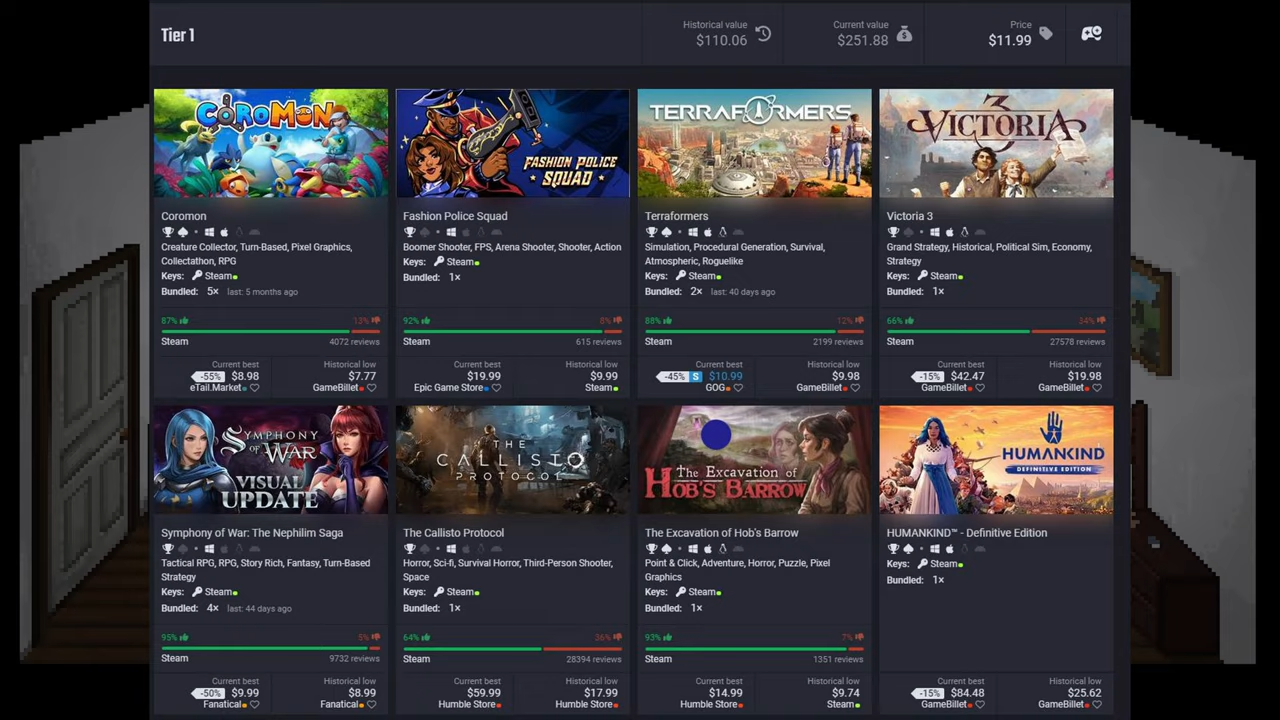 Tier 1
Historical value
$110.06
Current value
$251.88
Price
$11.99
COROMON
FASHION POLICE
SQUAD
TERRAFORMERS
VICTORIA
3
Coromon
Creature Collector, Turn-Based, Pixel Graphics,
Collectathon, RPG
Keys: Steam
Bundled: 5× last: 5 months ago
87% 13%
Steam 4072 reviews
Current best
-55% $8.98
eTail.Market
Historical low
$7.77
GameBillet
Fashion Police Squad
Boomer Shooter, FPS, Arena Shooter, Shooter, Action
Keys: Steam
Bundled: 1×
92% 8%
Steam 615 reviews
Current best
$19.99
Epic Game Store
Historical low
$9.99
Steam
Terraformers
Simulation, Procedural Generation, Survival,
Atmospheric, Roguelike
Keys: Steam
Bundled: 2× last: 40 days ago
88% 12%
Steam 2199 reviews
Current best
-45% S $10.99
GOG
Historical low
$9.98
GameBillet
Victoria 3
Grand Strategy, Historical, Political Sim, Economy,
Strategy
Keys: Steam
Bundled: 1×
66% 34%
Steam 27578 reviews
Current best
-15% $42.47
GameBillet
Historical low
$19.98
GameBillet
SYMPHONY
OF WAR
VISUAL
UPDATE
THE
CALLISTO
PROTOCOL
The Excavation of
HOB'S BARROW
HUMANKIND
DEFINITIVE EDITION
Symphony of War: The Nephilim Saga
Tactical RPG, RPG, Story Rich, Fantasy, Turn-Based
Strategy
Keys: Steam
Bundled: 4× last: 44 days ago
95% 5%
Steam 9732 reviews
Current best
-50% $9.99
Fanatical
Historical low
$8.99
Fanatical
The Callisto Protocol
Horror, Sci-fi, Survival Horror, Third-Person Shooter,
Space
Keys: Steam
Bundled: 1×
64% 36%
Steam 28394 reviews
Current best
$59.99
Humble Store
Historical low
$17.99
Humble Store
The Excavation of Hob's Barrow
Point & Click, Adventure, Horror, Puzzle, Pixel
Graphics
Keys: Steam
Bundled: 1×
93% 7%
Steam 1351 reviews
Current best
$14.99
Humble Store
Historical low
$9.74
Steam
HUMANKIND™ - Definitive Edition
Keys: Steam
Bundled: 1×
Current best
-15% $84.48
GameBillet
Historical low
$25.62
GameBillet